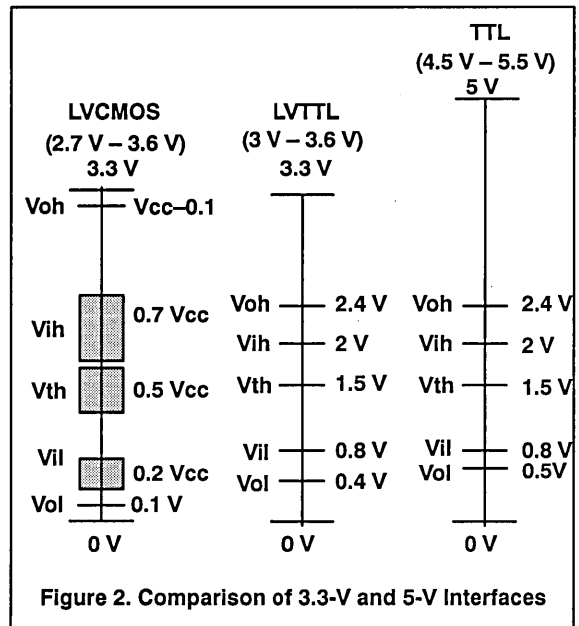 TTL
(4.5 V – 5.5 V)
5 V
LVCMOS
(2.7 V – 3.6 V)
3.3 V
LVTTL
(3 V – 3.6 V)
3.3 V
Voh
Vcc–0.1
Vih
0.7 Vcc
Vth
0.5 Vcc
Vil
0.2 Vcc
Vol
0.1 V
0 V
Voh
2.4 V
Vih
2 V
Vth
1.5 V
Vil
0.8 V
Vol
0.4 V
0 V
Voh
2.4 V
Vih
2 V
Vth
1.5 V
Vil
0.8 V
Vol
0.5V
0 V
Figure 2. Comparison of 3.3-V and 5-V Interfaces